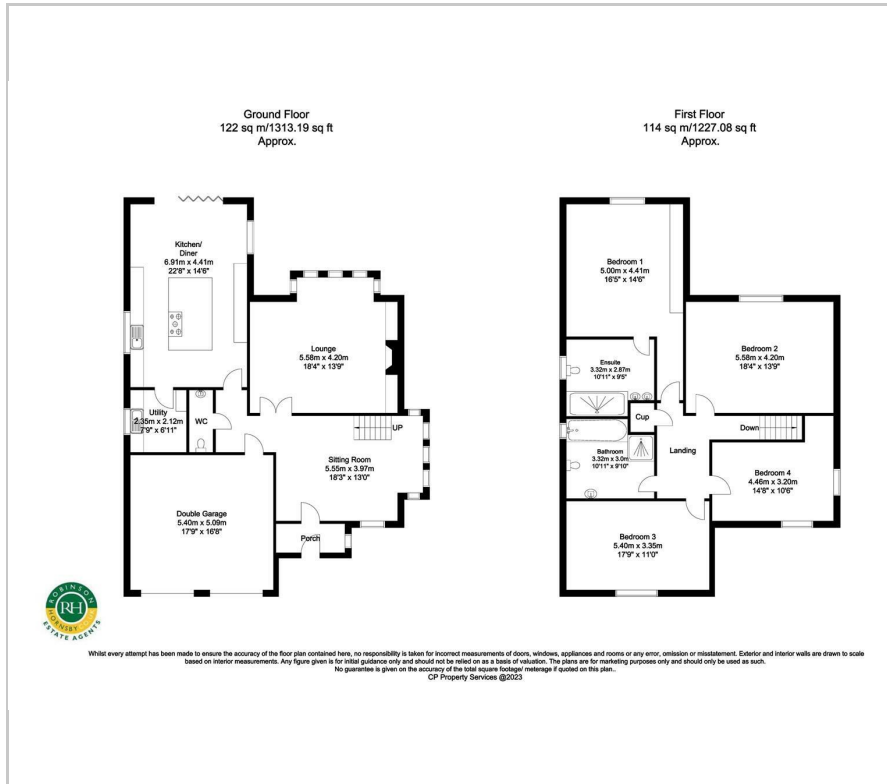 Ground Floor
122 sq m/1313.19 sq ft
Approx.
First Floor
114 sq m/1227.08 sq ft
Approx.
Kitchen/
Diner
6.91m x 4.41m
22'8" x 14'6"
Lounge
5.58m x 4.20m
18'4" x 13'9"
Utility
2.35m x 2.12m
7'9" x 6'11"
WC
UP
Sitting Room
5.55m x 3.97m
18'3" x 13'0"
Double Garage
5.40m x 5.09m
17'9" x 16'8"
Porch
Bedroom 1
5.00m x 4.41m
16'5" x 14'6"
Bedroom 2
5.58m x 4.20m
18'4" x 13'9"
Ensuite
3.32m x 2.87m
10'11" x 9'5"
Cup
Down
Bathroom
3.32m x 3.0m
10'11" x 9'10"
Landing
Bedroom 4
4.46m x 3.20m
14'8" x 10'6"
Bedroom 3
5.40m x 3.35m
17'9" x 11'0"
ROBINSON
RH
HORNSBY
ESTATE AGENTS
Whilst every attempt has been made to ensure the accuracy of the floor plan contained here, no responsibility is taken for incorrect measurements of doors, windows, appliances and rooms or any error, omission or misstatement. Exterior and interior walls are drawn to scale
based on interior measurements. Any figure given is for initial guidance only and should not be relied on as a basis of valuation. The plans are for marketing purposes only and should only be used as such.
No guarantee is given on the accuracy of the total square footage/ meterage if quoted on this plan..
CP Property Services @2023